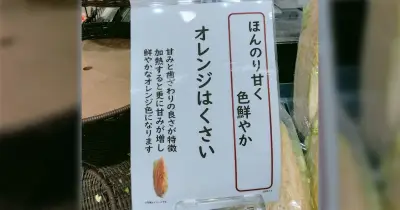 ほんのり甘く
色鮮やか
オレンジはくさい
甘みと歯ざわりの良さが特徴
加熱すると更に甘みが増し
鮮やかなオレンジ色になります